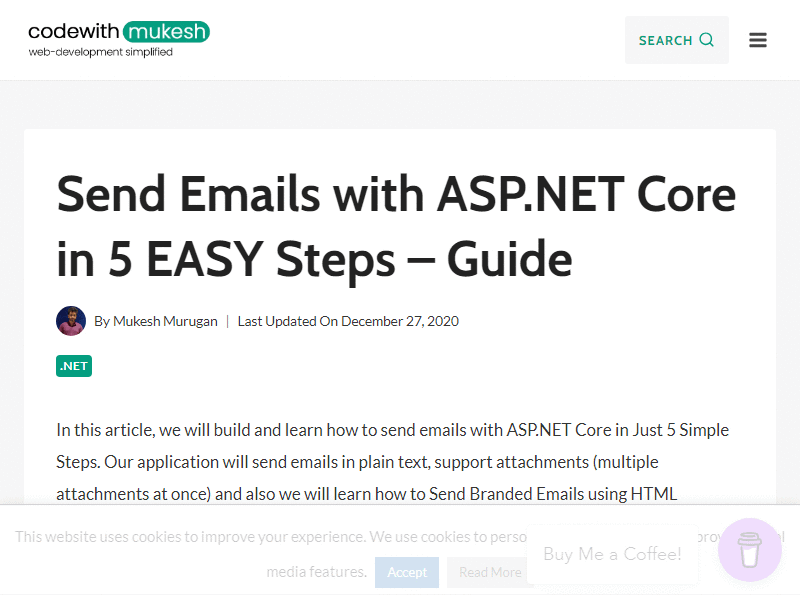 codewith mukesh
web-development simplified
SEARCH
Send Emails with ASP.NET Core
in 5 EASY Steps – Guide
By Mukesh Murugan | Last Updated On December 27, 2020
.NET
In this article, we will build and learn how to send emails with ASP.NET Core in Just 5 Simple
Steps. Our application will send emails in plain text, support attachments (multiple
attachments at once) and also we will learn how to Send Branded Emails using HTML
This website uses cookies to improve your experience. We use cookies to
Buy Me a Coffee!
media features. Accept Read More